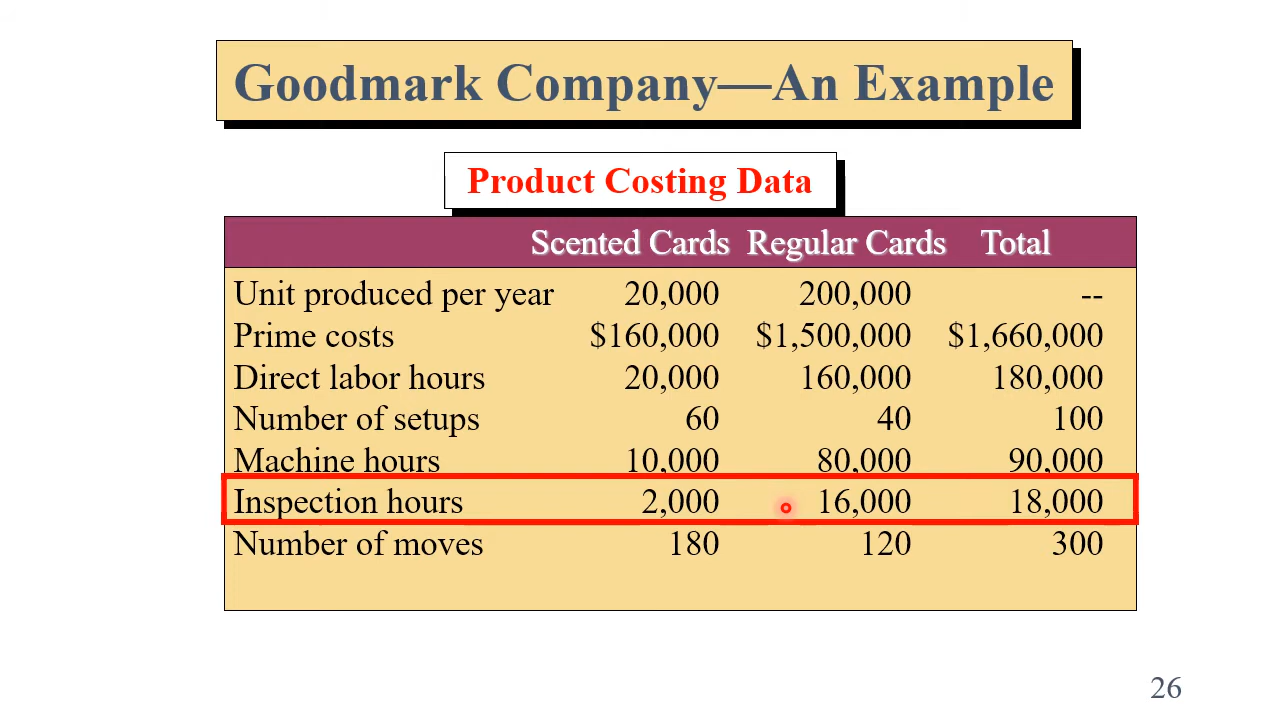 Goodmark Company—An Example
Product Costing Data
Scented Cards Regular Cards Total
Unit produced per year 20,000 200,000 --
Prime costs $160,000 $1,500,000 $1,660,000
Direct labor hours 20,000 160,000 180,000
Number of setups 60 40 100
Machine hours 10,000 80,000 90,000
Inspection hours 2,000 16,000 18,000
Number of moves 180 120 300
26